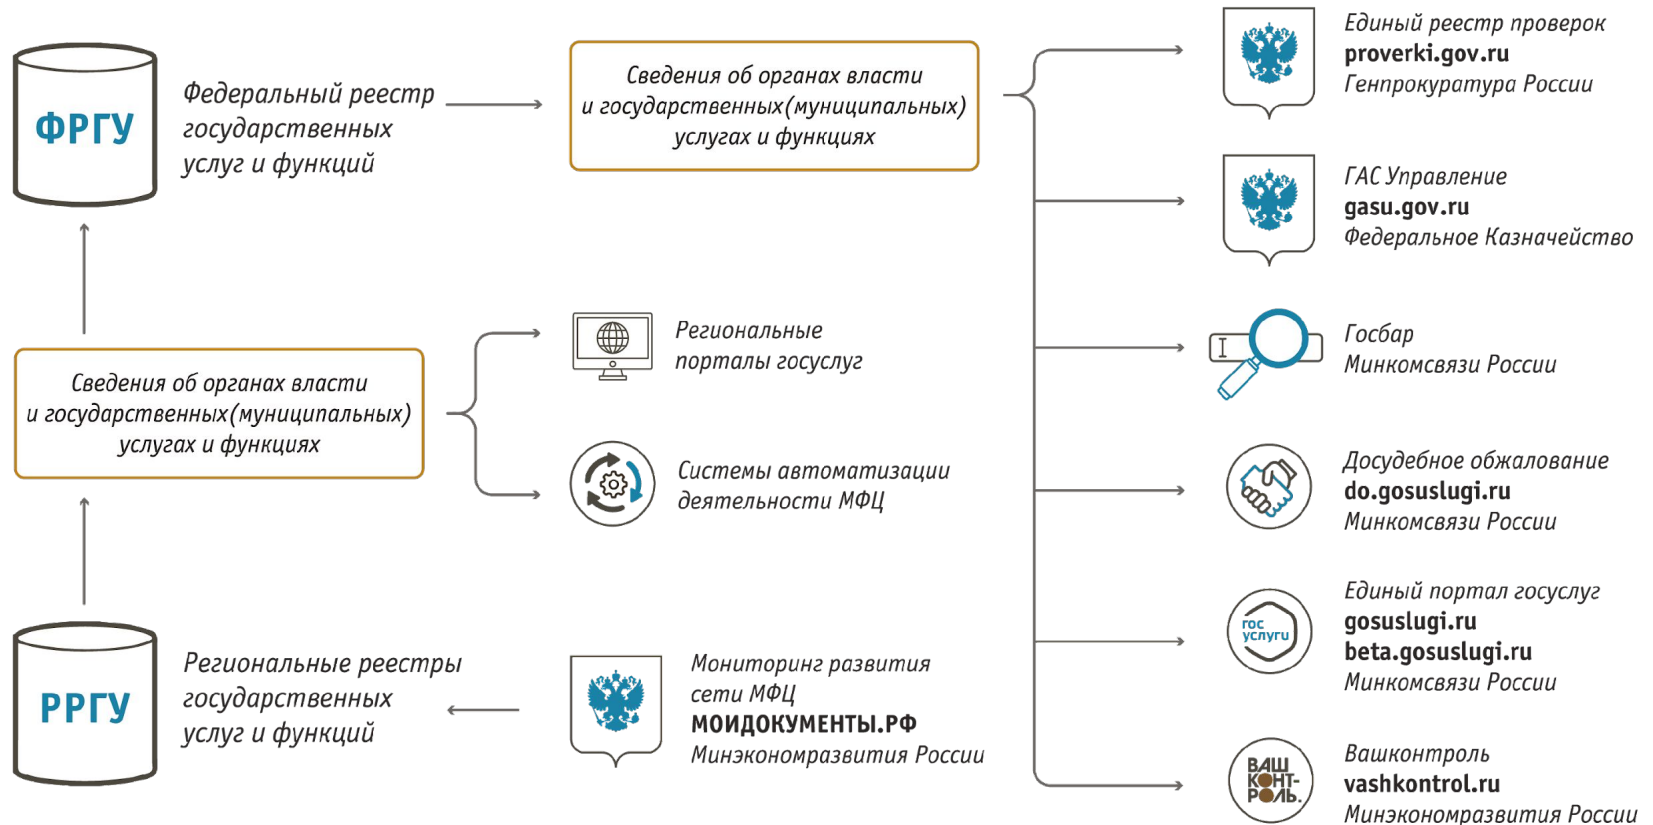 ФРГУ
Федеральный реестр
государственных
услуг и функций
Сведения об органах власти
и государственных(муниципальных)
услугах и функциях
Единый реестр проверок
proverki.gov.ru
Генпрокуратура России
ГАС Управление
gasu.gov.ru
Федеральное Казначейство
Госбар
Минкомсвязи России
Досудебное обжалование
do.gosuslugi.ru
Минкомсвязи России
гос
услуги
Единый портал госуслуг
gosuslugi.ru
beta.gosuslugi.ru
Минкомсвязи России
ВАШ
КОНТ-
РОЛЬ.
Вашконтроль
vashkontrol.ru
Минэкономразвития России
Сведения об органах власти
и государственных(муниципальных)
услугах и функциях
Региональные
порталы госуслуг
Системы автоматизации
деятельности МФЦ
РРГУ
Региональные реестры
государственных
услуг и функций
Мониторинг развития
сети МФЦ
МОИДОКУМЕНТЫ.РФ
Минэкономразвития России